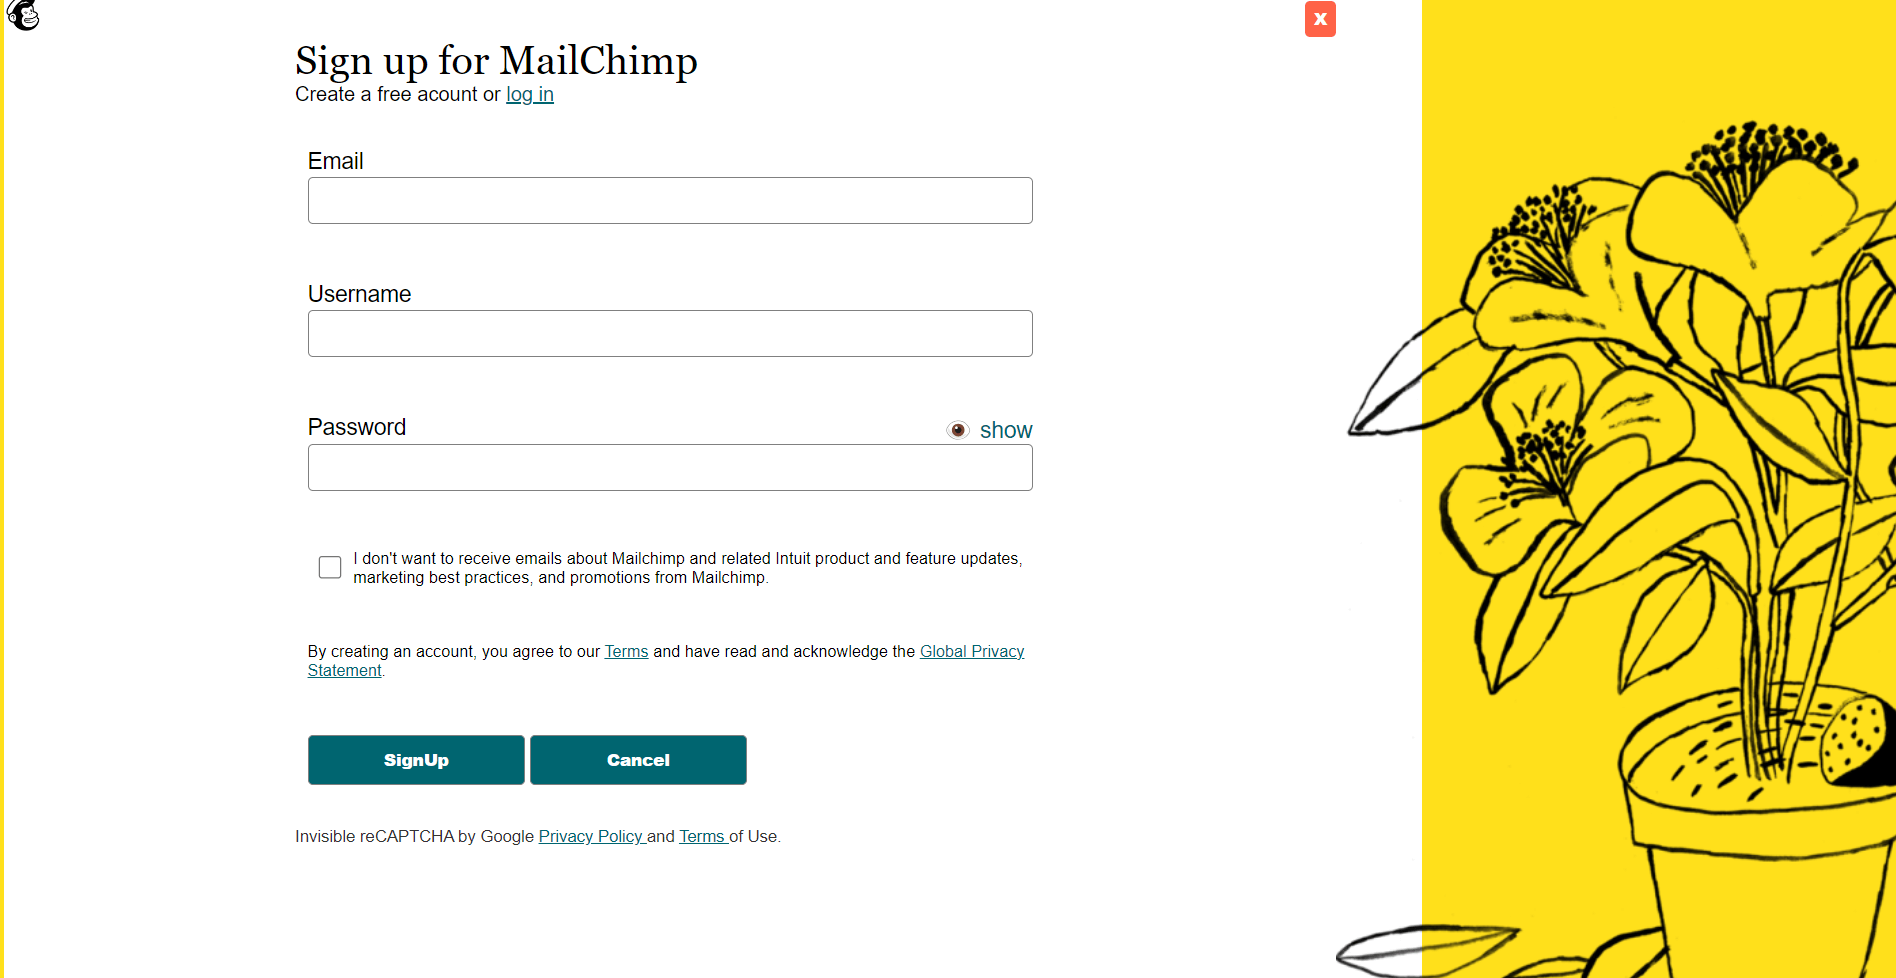 X
Sign up for MailChimp
Create a free acount or log in
Email
Username
Password
show
I don't want to receive emails about Mailchimp and related Intuit product and feature updates,
marketing best practices, and promotions from Mailchimp.
By creating an account, you agree to our Terms and have read and acknowledge the Global Privacy
Statement.
SignUp Cancel
Invisible reCAPTCHA by Google Privacy Policy and Terms of Use.